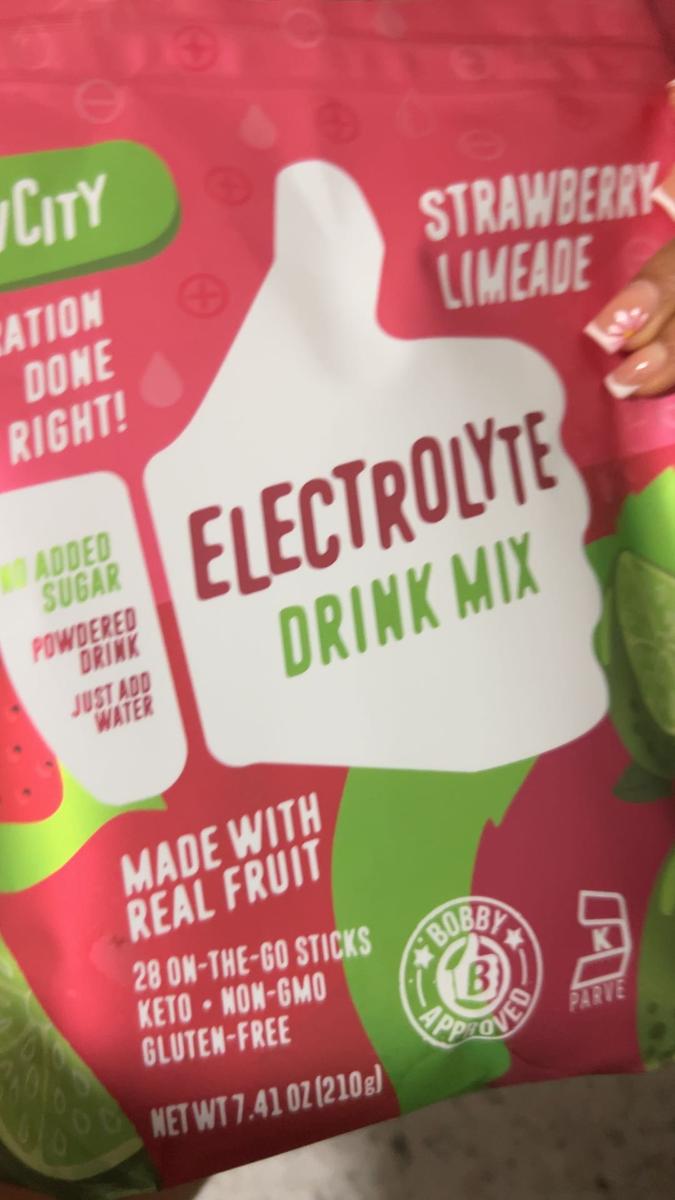 CITY
STRAWBERRY
LIMEADE
DONE
RIGHT!
ELECTROLYTE
DRINK MIX
ADDED
SUGAR
POWDERED
DRINK
JUST ADD
WATER
MADE WITH
REAL FRUIT
28 ON-THE-GO STICKS
KETO • NON-GMO
GLUTEN-FREE
NET WT 7.41 OZ (210g)
BOBBY
B
APPROVED
K
PARVE